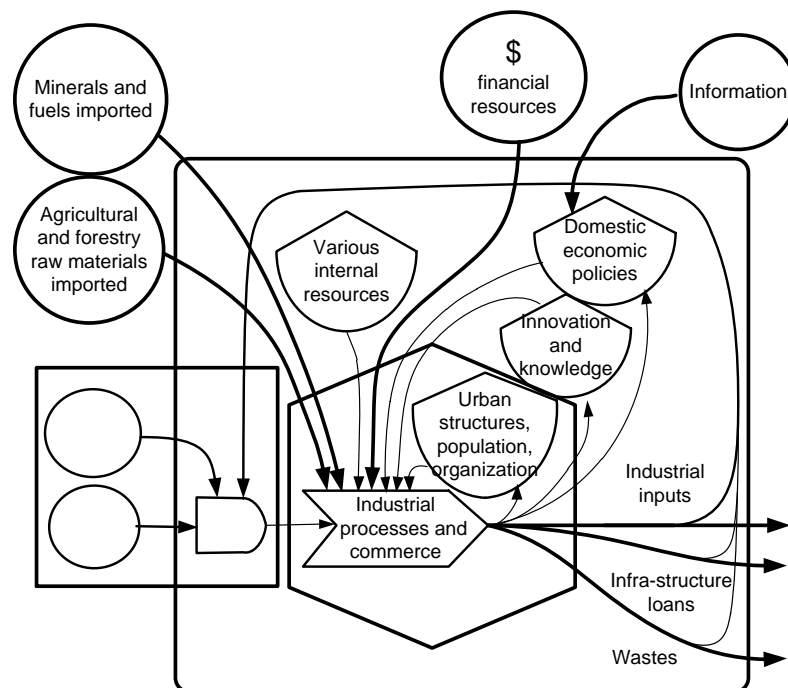 Minerals and
fuels imported
$
financial
resources
Information
Agricultural
and forestry
raw materials
imported
Various
internal
resources
Domestic
economic
policies
Innovation
and
knowledge
Urban
structures,
population,
organization
Industrial
processes and
commerce
Industrial
inputs
Infra-structure
loans
Wastes